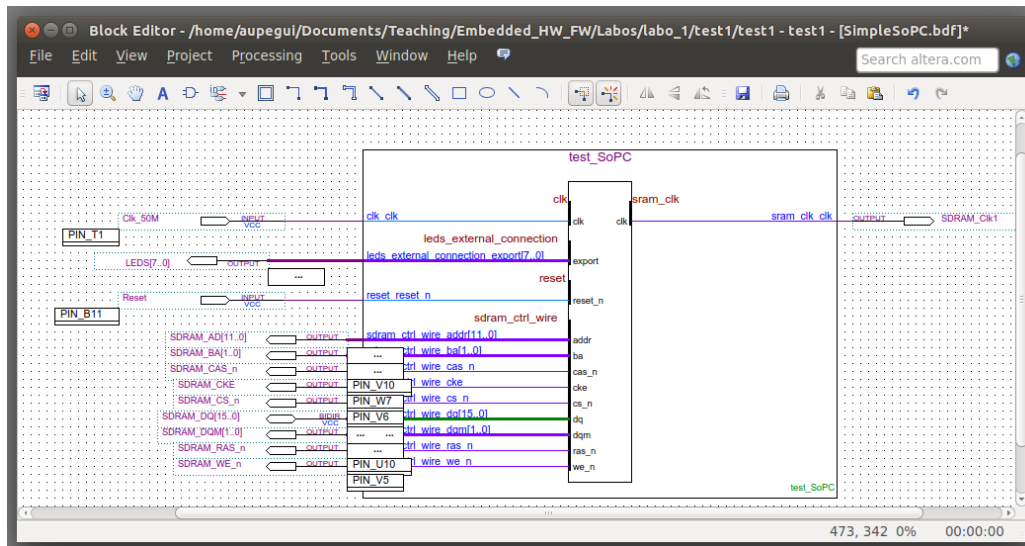 Block Editor - /home/aupegui/Documents/Teaching/Embedded_HW_FW/Labos/labo_1/test1/test1 - test1 - [SimpleSoPC.bdf]*
File Edit View Project Processing Tools Window Help Search altera.com
test_SoPC
clk sram_clk
Clk_50M INPUT VCC clk_clk clk clk sram_clk_clk OUTPUT SDRAM_Clk1
PIN_T1
leds_external_connection
LEDS[7..0] OUTPUT leds_external_connection_export[7..0] export
...
reset
Reset INPUT VCC reset_reset_n reset_n
PIN_B11
sdram_ctrl_wire
SDRAM_AD[11..0] OUTPUT sdram_ctrl_wire_addr[11..0] addr
SDRAM_BA[1..0] OUTPUT ... ctrl_wire_ba[1..0] ba
SDRAM_CAS_n OUTPUT ... ctrl_wire_cas_n cas_n
SDRAM_CKE OUTPUT PIN_V10 ctrl_wire_cke cke
SDRAM_CS_n OUTPUT PIN_W7 ctrl_wire_cs_n cs_n
SDRAM_DQ[15..0] BIDIR VCC PIN_V6 ctrl_wire_dq[15..0] dq
SDRAM_DQM[1..0] OUTPUT ... ... ctrl_wire_dqm[1..0] dqm
SDRAM_RAS_n OUTPUT ... ctrl_wire_ras_n ras_n
SDRAM_WE_n OUTPUT PIN_U10 ctrl_wire_we_n we_n
PIN_V5
test_SoPC
473, 342 0% 00:00:00